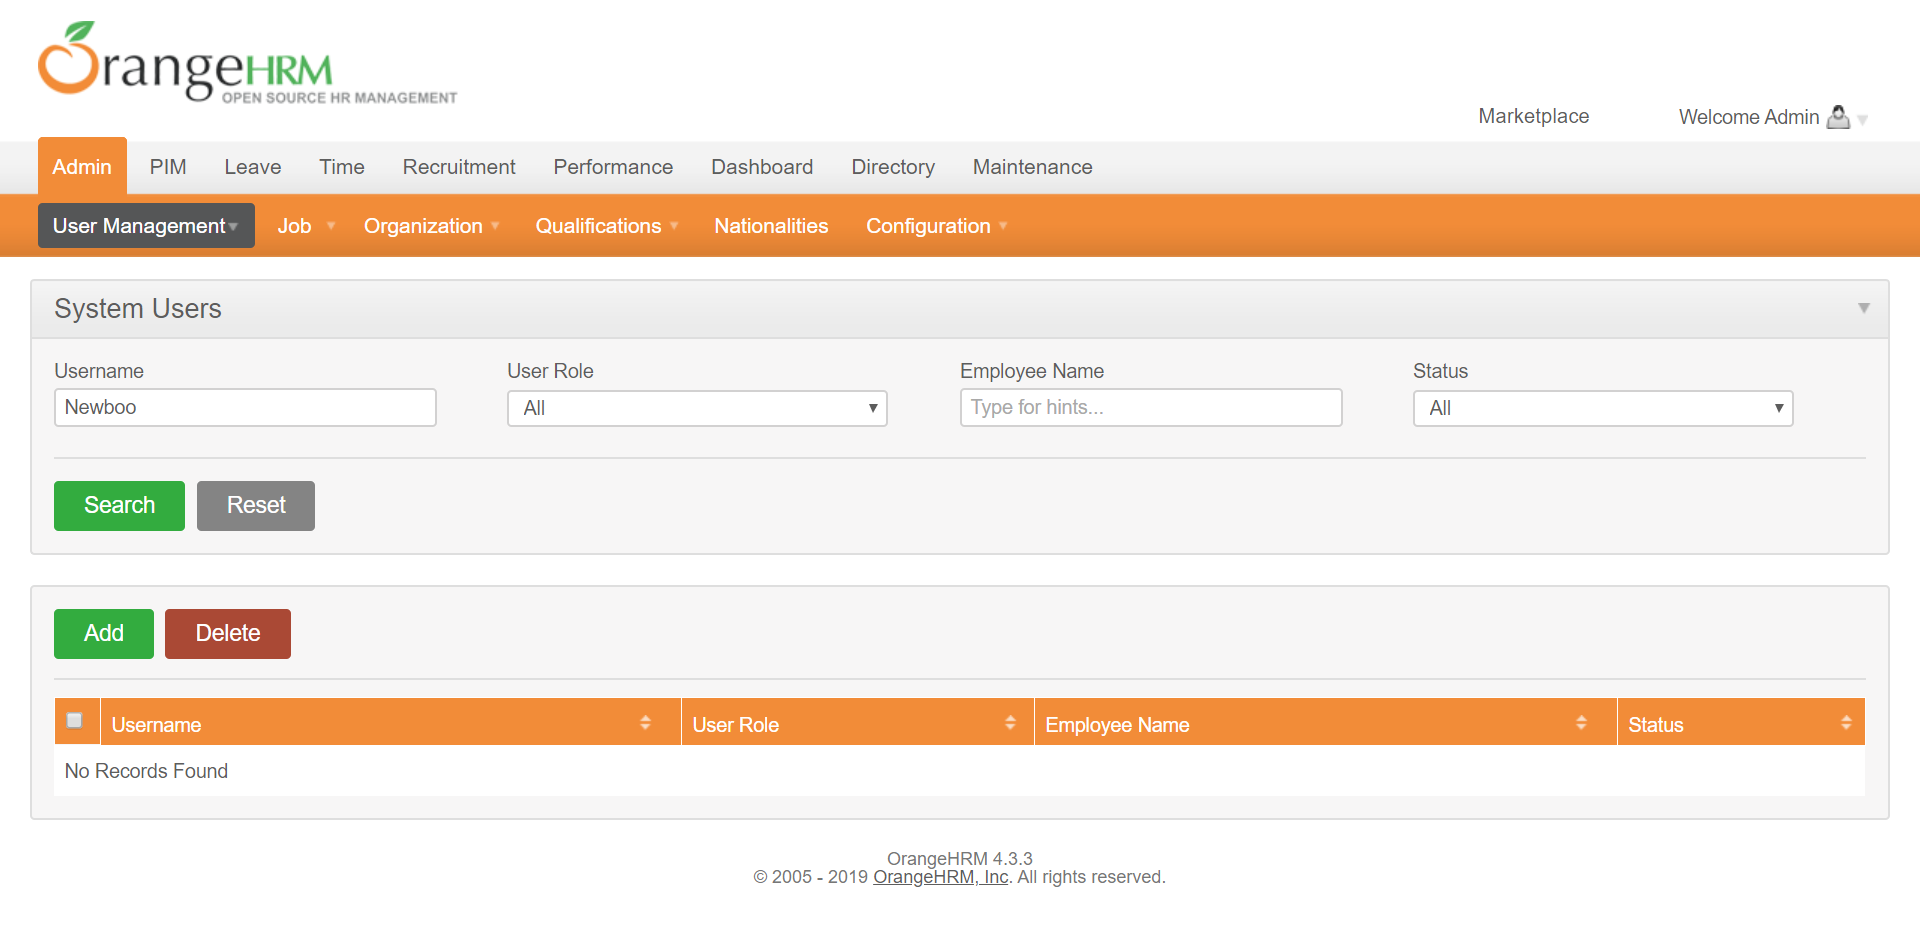 OrangeHRM
OPEN SOURCE HR MANAGEMENT
Marketplace Welcome Admin
Admin PIM Leave Time Recruitment Performance Dashboard Directory Maintenance
User Management Job Organization Qualifications Nationalities Configuration
System Users
Username User Role Employee Name Status
Newboo All Type for hints... All
Search Reset
Add Delete
Username User Role Employee Name Status
No Records Found
OrangeHRM 4.3.3
© 2005 - 2019 OrangeHRM, Inc. All rights reserved.